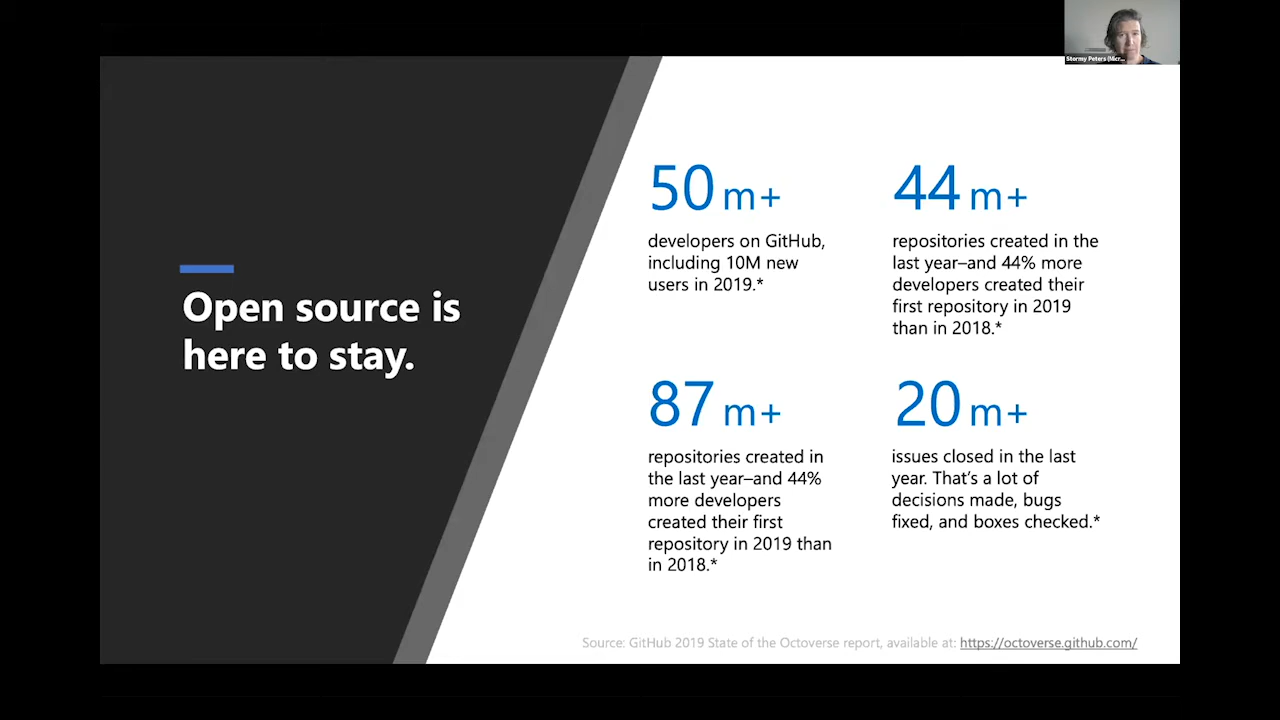 Stormy Peters (Micr...
Open source is
here to stay.
50 m+
developers on GitHub,
including 10M new
users in 2019.*
44 m+
repositories created in the
last year–and 44% more
developers created their
first repository in 2019
than in 2018.*
87 m+
repositories created in
the last year–and 44%
more developers
created their first
repository in 2019 than
in 2018.*
20 m+
issues closed in the last
year. That’s a lot of
decisions made, bugs
fixed, and boxes checked.*
Source: GitHub 2019 State of the Octoverse report, available at: https://octoverse.github.com/